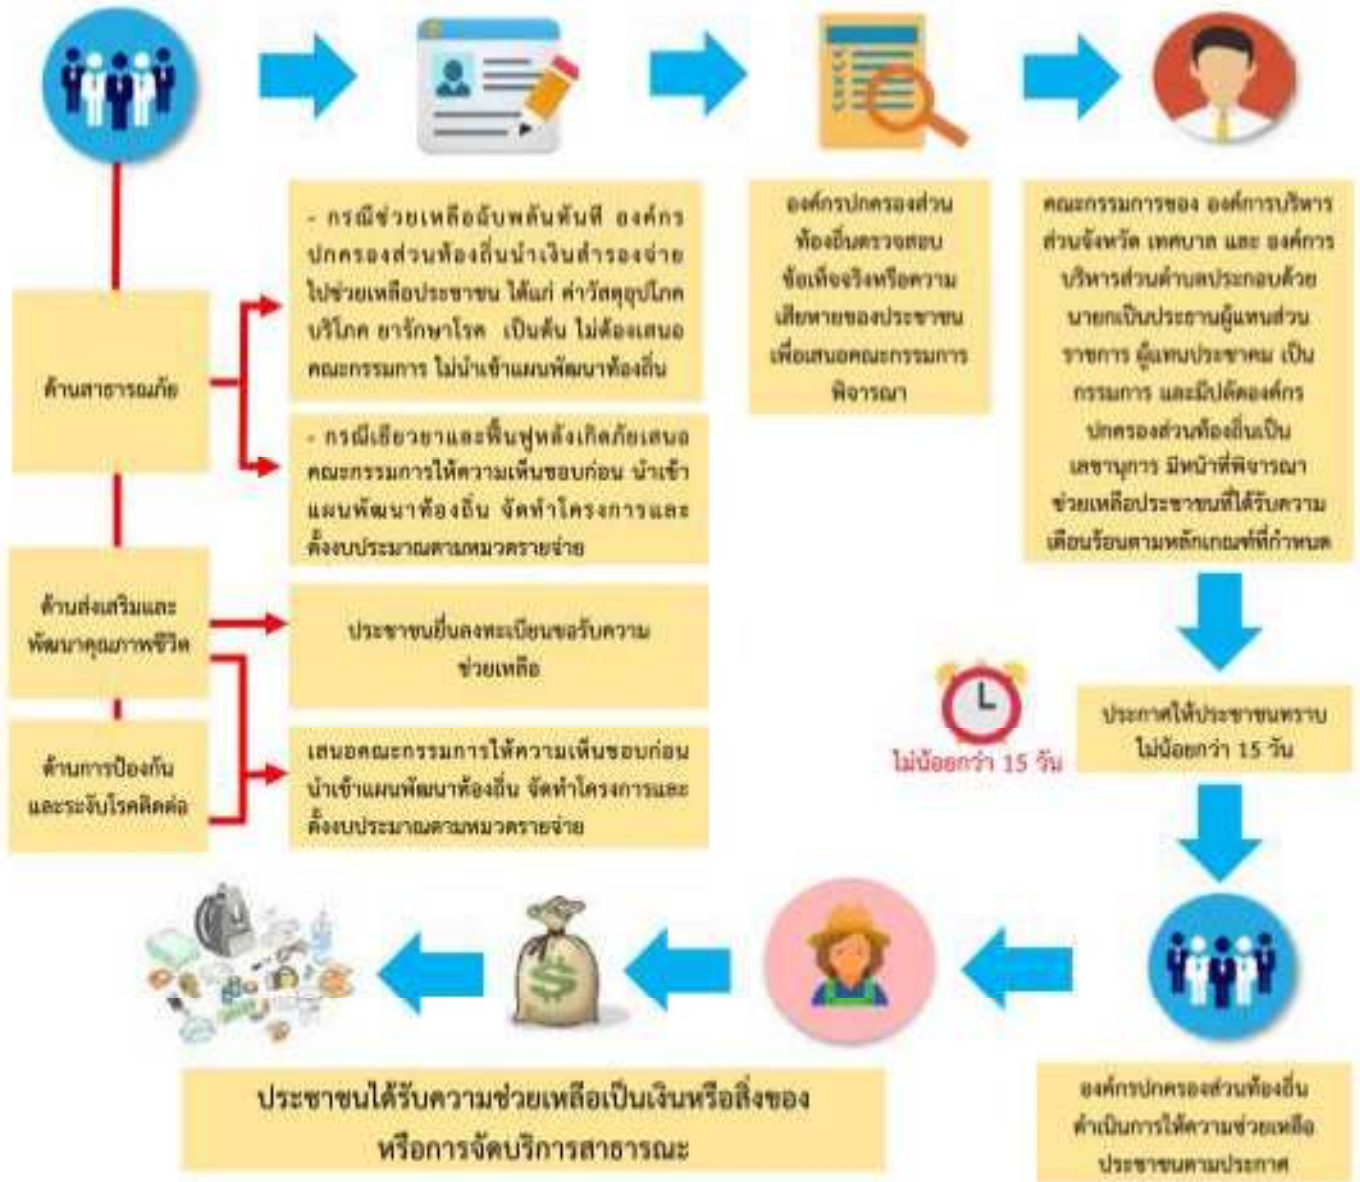 ด้านสาธารณภัย
- กรณีช่วยเหลือฉับพลันทันที องค์กร
ปกครองส่วนท้องถิ่นนำเงินสำรองจ่าย
ไปช่วยเหลือประชาชน ได้แก่ ค่าวัสดุอุปโภค
บริโภค ยารักษาโรค เป็นต้น ไม่ต้องเสนอ
คณะกรรมการ ไม่นำเข้าแผนพัฒนาท้องถิ่น
- กรณีเยียวยาและฟื้นฟูหลังเกิดภัยเสนอ
คณะกรรมการให้ความเห็นชอบก่อน นำเข้า
แผนพัฒนาท้องถิ่น จัดทำโครงการและ
ตั้งงบประมาณตามหมวดรายจ่าย
ด้านส่งเสริมและ
พัฒนาคุณภาพชีวิต
ประชาชนยื่นลงทะเบียนขอรับความ
ช่วยเหลือ
ด้านการป้องกัน
และระงับโรคติดต่อ
เสนอคณะกรรมการให้ความเห็นชอบก่อน
นำเข้าแผนพัฒนาท้องถิ่น จัดทำโครงการและ
ตั้งงบประมาณตามหมวดรายจ่าย
องค์กรปกครองส่วน
ท้องถิ่นตรวจสอบ
ข้อเท็จจริงหรือความ
เสียหายของประชาชน
เพื่อเสนอคณะกรรมการ
พิจารณา
คณะกรรมการของ องค์การบริหาร
ส่วนจังหวัด เทศบาล และ องค์การ
บริหารส่วนตำบลประกอบด้วย
นายกเป็นประธานผู้แทนส่วน
ราชการ ผู้แทนประชาคม เป็น
กรรมการ และมีปลัดองค์กร
ปกครองส่วนท้องถิ่นเป็น
เลขานุการ มีหน้าที่พิจารณา
ช่วยเหลือประชาชนที่ได้รับความ
เดือนร้อนตามหลักเกณฑ์ที่กำหนด
ไม่น้อยกว่า 15 วัน
ประกาศให้ประชาชนทราบ
ไม่น้อยกว่า 15 วัน
องค์กรปกครองส่วนท้องถิ่น
ดำเนินการให้ความช่วยเหลือ
ประชาชนตามประกาศ
ประชาชนได้รับความช่วยเหลือเป็นเงินหรือสิ่งของ
หรือการจัดบริการสาธารณะ